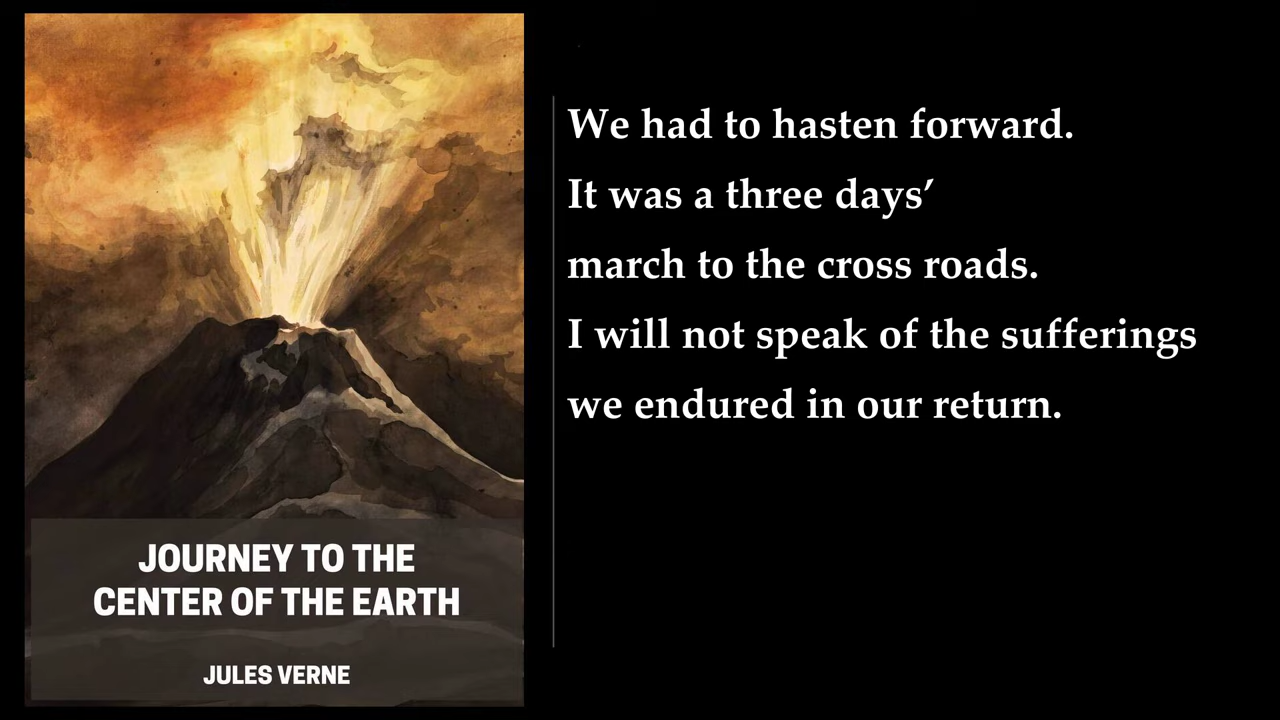 We had to hasten forward.
It was a three days’
march to the cross roads.
I will not speak of the sufferings
we endured in our return.
JOURNEY TO THE
CENTER OF THE EARTH
JULES VERNE